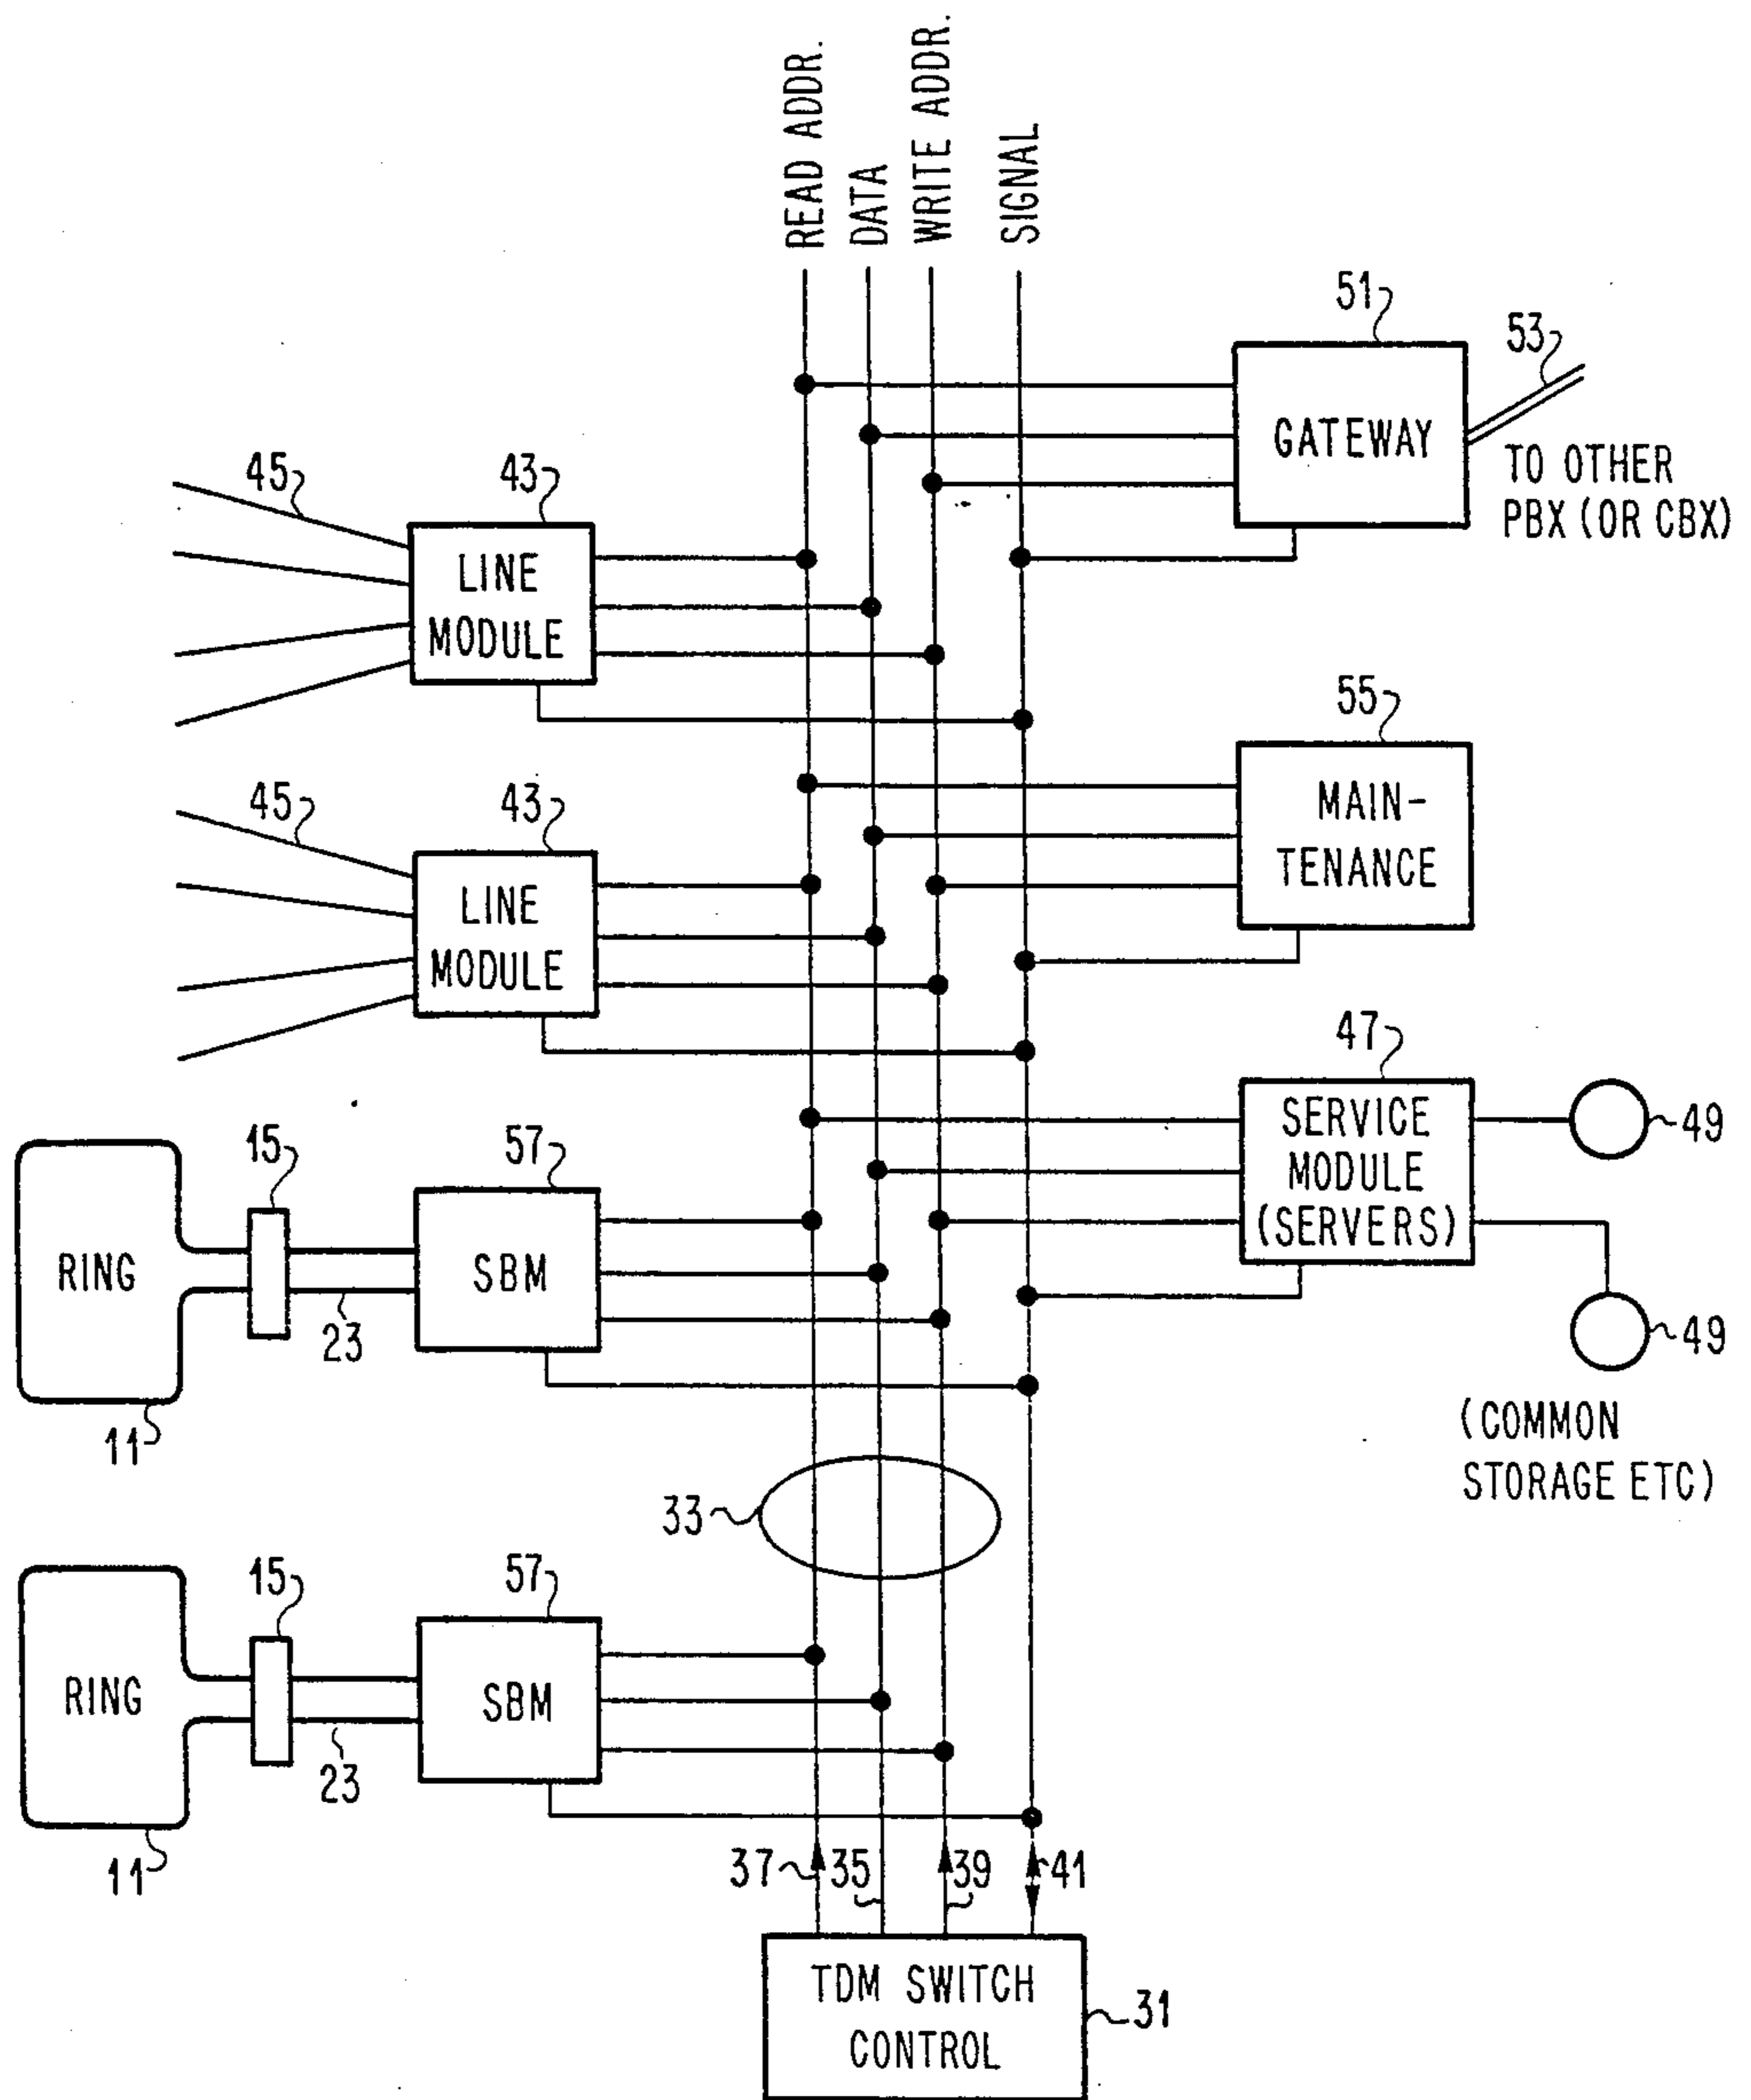 READ ADDR.
DATA
WRITE ADDR.
SIGNAL
51
53
GATEWAY
TO OTHER
PBX (OR CBX)
45
43
LINE
MODULE
55
MAIN-
TENANCE
45
43
LINE
MODULE
47
SERVICE
MODULE
(SERVERS)
49
49
(COMMON
STORAGE ETC)
15
57
RING
SBM
23
11
33
15
57
RING
SBM
23
11
37
35
39
41
TDM SWITCH
CONTROL
31